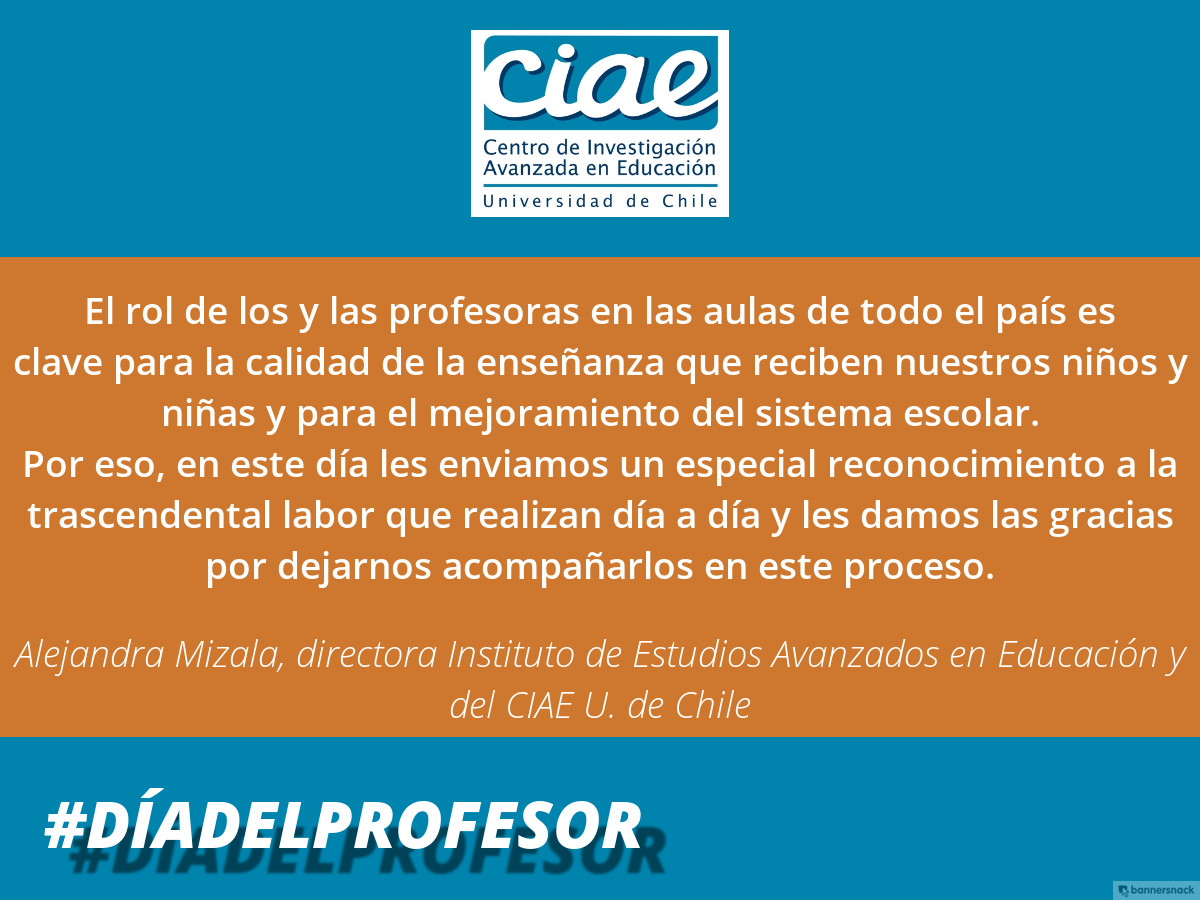 ciae
Centro de Investigación
Avanzada en Educación
Universidad de Chile
El rol de los y las profesoras en las aulas de todo el país es
clave para la calidad de la enseñanza que reciben nuestros niños y
niñas y para el mejoramiento del sistema escolar.
Por eso, en este día les enviamos un especial reconocimiento a la
trascendental labor que realizan día a día y les damos las gracias
por dejarnos acompañarlos en este proceso.
Alejandra Mizala, directora Instituto de Estudios Avanzados en Educación y
del CIAE U. de Chile
#DÍADELPROFESOR
bannersnack